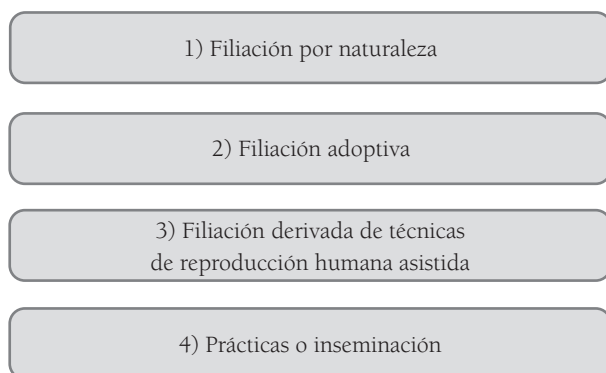 1) Filiación por naturaleza
2) Filiación adoptiva
3) Filiación derivada de técnicas
de reproducción humana asistida
4) Prácticas o inseminación